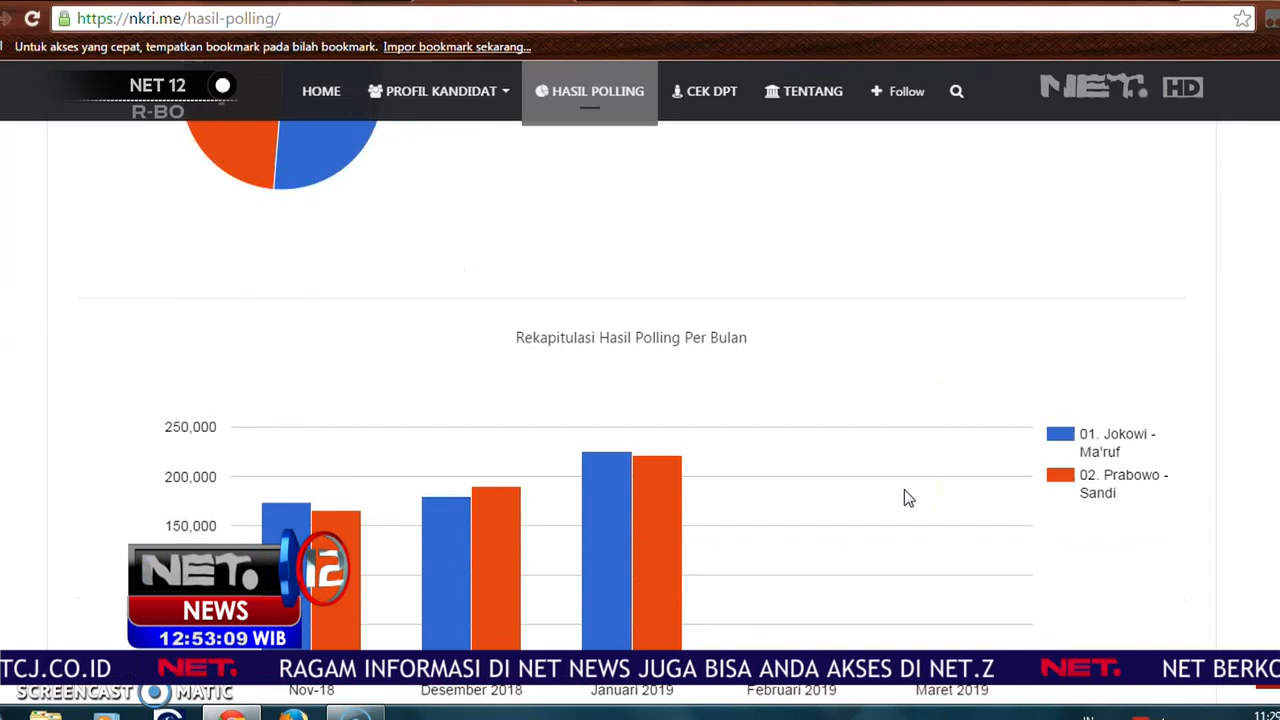 https://nkri.me/hasil-polling/
Untuk akses yang cepat, tempatkan bookmark pada bilah bookmark. Impor bookmark sekarang...
NET 12
R-BO
HOME
PROFIL KANDIDAT
HASIL POLLING
CEK DPT
TENTANG
Follow
NET. HD
Rekapitulasi Hasil Polling Per Bulan
250,000
200,000
150,000
01. Jokowi -
Ma'ruf
02. Prabowo -
Sandi
NET. 12
NEWS
12:53:09 WIB
TCJ.CO.ID NET. RAGAM INFORMASI DI NET NEWS JUGA BISA ANDA AKSES DI NET.Z NET. NET BERKO
SCREENCAST MATIC
Nov-18
Desember 2018
Januari 2019
Februari 2019
Maret 2019
IN
11:29